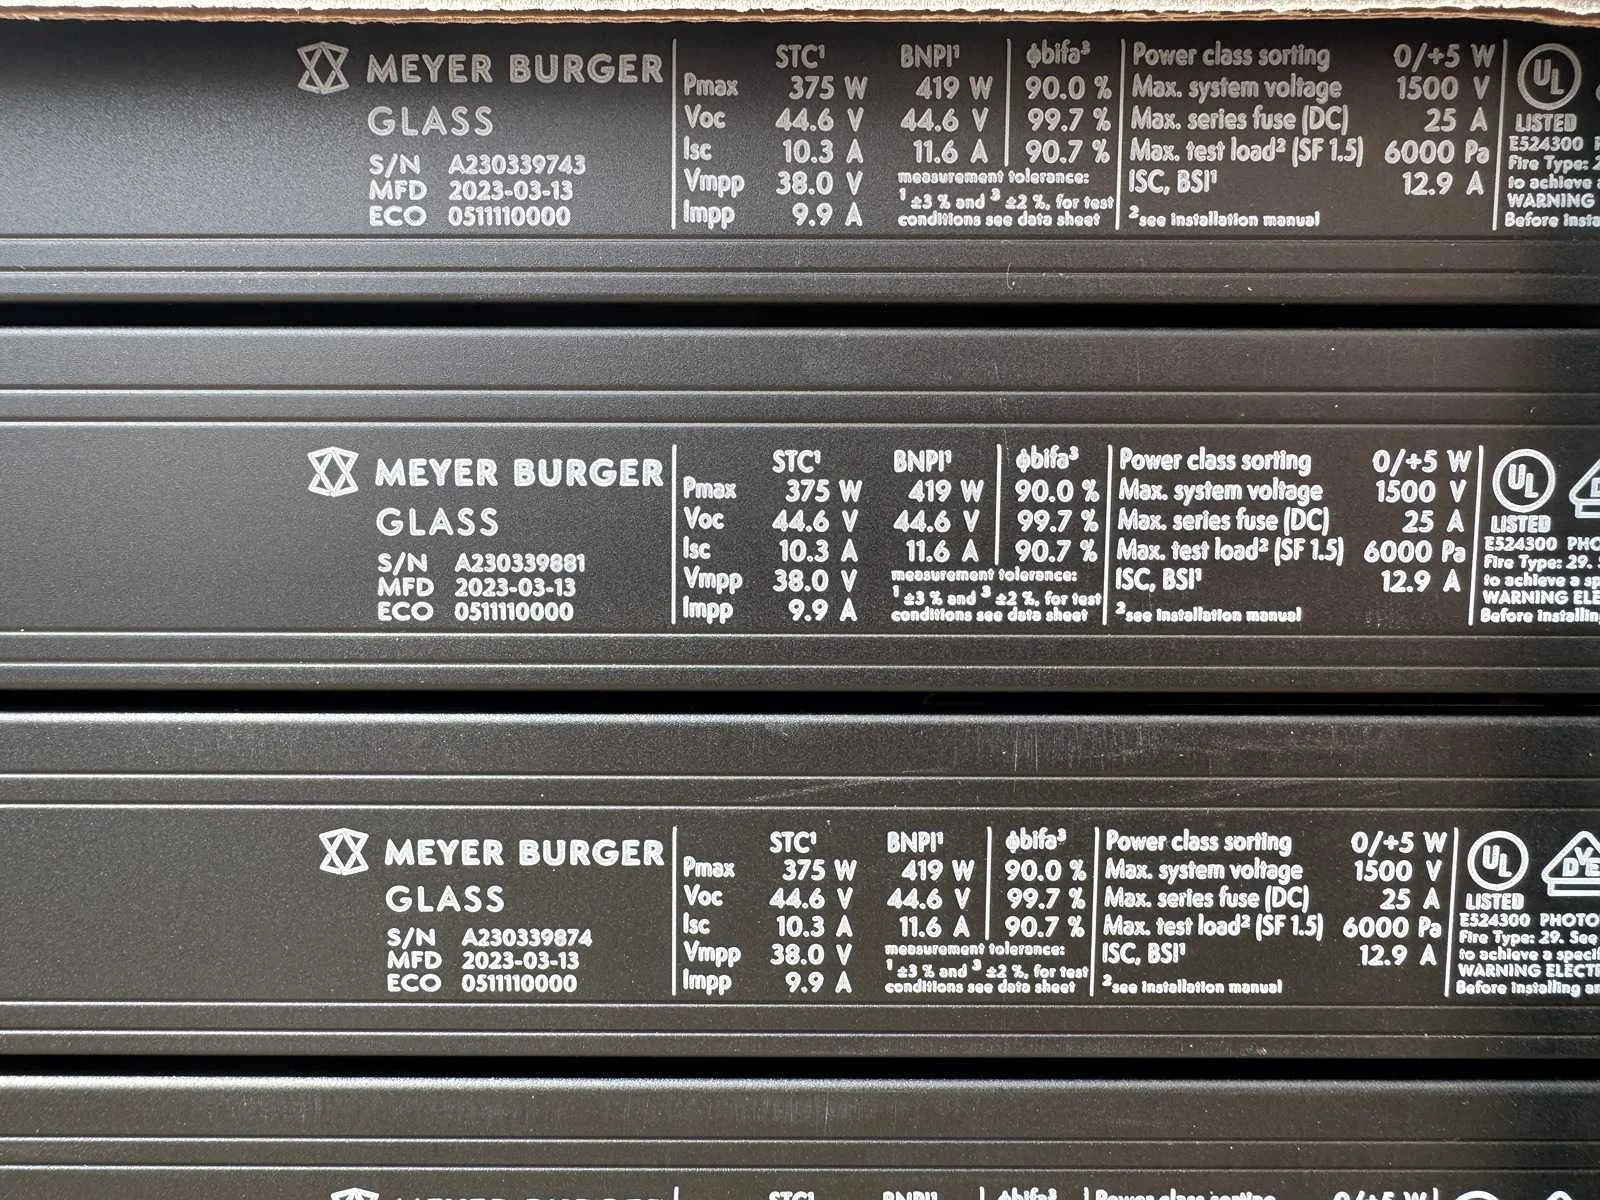 MEYER BURGER
GLASS
S/N A230339743
MFD 2023-03-13
ECO 0511110000
STC¹ BNPI¹ ϕbifa³
Pmax 375 W 419 W 90.0 %
Voc 44.6 V 44.6 V 99.7 %
Isc 10.3 A 11.6 A 90.7 %
Vmpp 38.0 V
Impp 9.9 A
measurement tolerance:
¹ ±3 % and ³ ±2 %, for test
conditions see data sheet
Power class sorting 0/+5 W
Max. system voltage 1500 V
Max. series fuse (DC) 25 A
Max. test load² (SF 1.5) 6000 Pa
ISC, BSI¹ 12.9 A
²see installation manual
UL
LISTED
E524300
Fire Type:
to achieve
WARNING
Before
MEYER BURGER
GLASS
S/N A230339881
MFD 2023-03-13
ECO 0511110000
STC¹ BNPI¹ ϕbifa³
Pmax 375 W 419 W 90.0 %
Voc 44.6 V 44.6 V 99.7 %
Isc 10.3 A 11.6 A 90.7 %
Vmpp 38.0 V
Impp 9.9 A
measurement tolerance:
¹ ±3 % and ³ ±2 %, for test
conditions see data sheet
Power class sorting 0/+5 W
Max. system voltage 1500 V
Max. series fuse (DC) 25 A
Max. test load² (SF 1.5) 6000 Pa
ISC, BSI¹ 12.9 A
²see installation manual
UL
LISTED
E524300
Fire Type: 29.
to achieve a
WARNING
Before
MEYER BURGER
GLASS
S/N A230339874
MFD 2023-03-13
ECO 0511110000
STC¹ BNPI¹ ϕbifa³
Pmax 375 W 419 W 90.0 %
Voc 44.6 V 44.6 V 99.7 %
Isc 10.3 A 11.6 A 90.7 %
Vmpp 38.0 V
Impp 9.9 A
measurement tolerance:
¹ ±3 % and ³ ±2 %, for test
conditions see data sheet
Power class sorting 0/+5 W
Max. system voltage 1500 V
Max. series fuse (DC) 25 A
Max. test load² (SF 1.5) 6000 Pa
ISC, BSI¹ 12.9 A
²see installation manual
UL
LISTED
VDE
E524300
Fire Type: 29. See
to achieve a
WARNING
Before installing